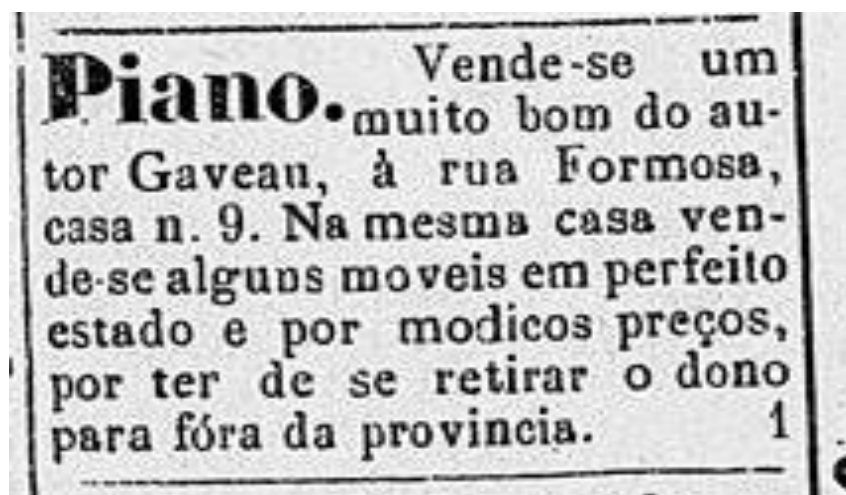 Piano. Vende-se um
muito bom do au-
tor Gaveau, à rua Formosa,
casa n. 9. Na mesma casa ven-
de-se alguns moveis em perfeito
estado e por modicos preços,
por ter de se retirar o dono
para fóra da provincia. 1